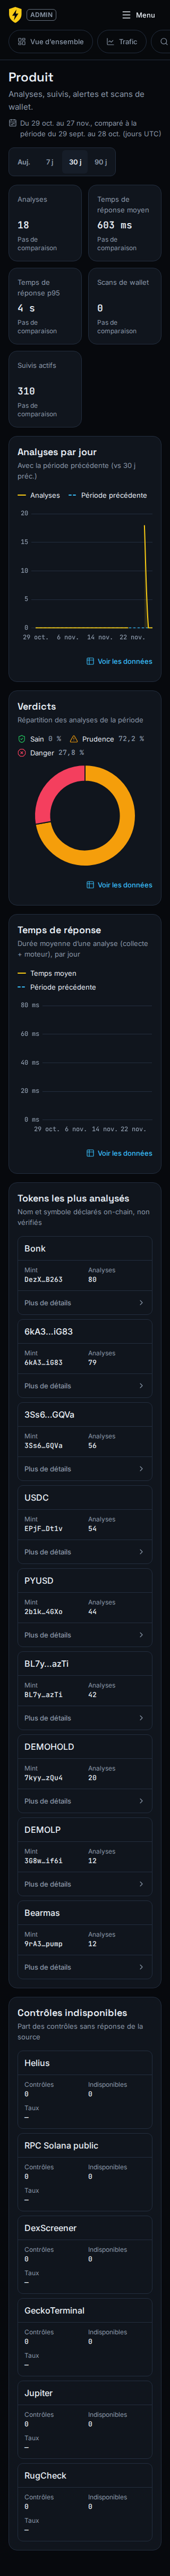 ADMIN
Menu
Vue d'ensemble
Trafic
Produit
Analyses, suivis, alertes et scans de
wallet.
Du 29 oct. au 27 nov., comparé à la
période du 29 sept. au 28 oct. (jours UTC)
Auj.
7 j
30 j
90 j
Analyses
18
Pas de
comparaison
Temps de
réponse moyen
603 ms
Pas de
comparaison
Temps de
réponse p95
4 s
Pas de
comparaison
Scans de wallet
0
Pas de
comparaison
Suivis actifs
310
Pas de
comparaison
Analyses par jour
Avec la période précédente (vs 30 j
préc.)
Analyses
Période précédente
20
15
10
5
0
29 oct.
6 nov.
14 nov.
22 nov.
Voir les données
Verdicts
Répartition des analyses de la période
Sain 0 %
Prudence 72,2 %
Danger 27,8 %
Voir les données
Temps de réponse
Durée moyenne d'une analyse (collecte
+ moteur), par jour
Temps moyen
Période précédente
80 ms
60 ms
40 ms
20 ms
0 ms
29 oct.
6 nov.
14 nov.
22 nov.
Voir les données
Tokens les plus analysés
Nom et symbole déclarés on-chain, non
vérifiés
Bonk
Mint
DezX…B263
Analyses
80
Plus de détails
6kA3…iG83
Mint
6kA3…iG83
Analyses
79
Plus de détails
3Ss6…GQVa
Mint
3Ss6…GQVa
Analyses
56
Plus de détails
USDC
Mint
EPjF…Dt1v
Analyses
54
Plus de détails
PYUSD
Mint
2b1k…4GXo
Analyses
44
Plus de détails
BL7y…azTi
Mint
BL7y…azTi
Analyses
42
Plus de détails
DEMOHOLD
Mint
7kyy…zQu4
Analyses
20
Plus de détails
DEMOLP
Mint
3G8w…if6i
Analyses
12
Plus de détails
Bearmas
Mint
9rA3…pump
Analyses
12
Plus de détails
Contrôles indisponibles
Part des contrôles sans réponse de la
source
Helius
Contrôles
0
Indisponibles
0
Taux
—
RPC Solana public
Contrôles
0
Indisponibles
0
Taux
—
DexScreener
Contrôles
0
Indisponibles
0
Taux
—
GeckoTerminal
Contrôles
0
Indisponibles
0
Taux
—
Jupiter
Contrôles
0
Indisponibles
0
Taux
—
RugCheck
Contrôles
0
Indisponibles
0
Taux
—